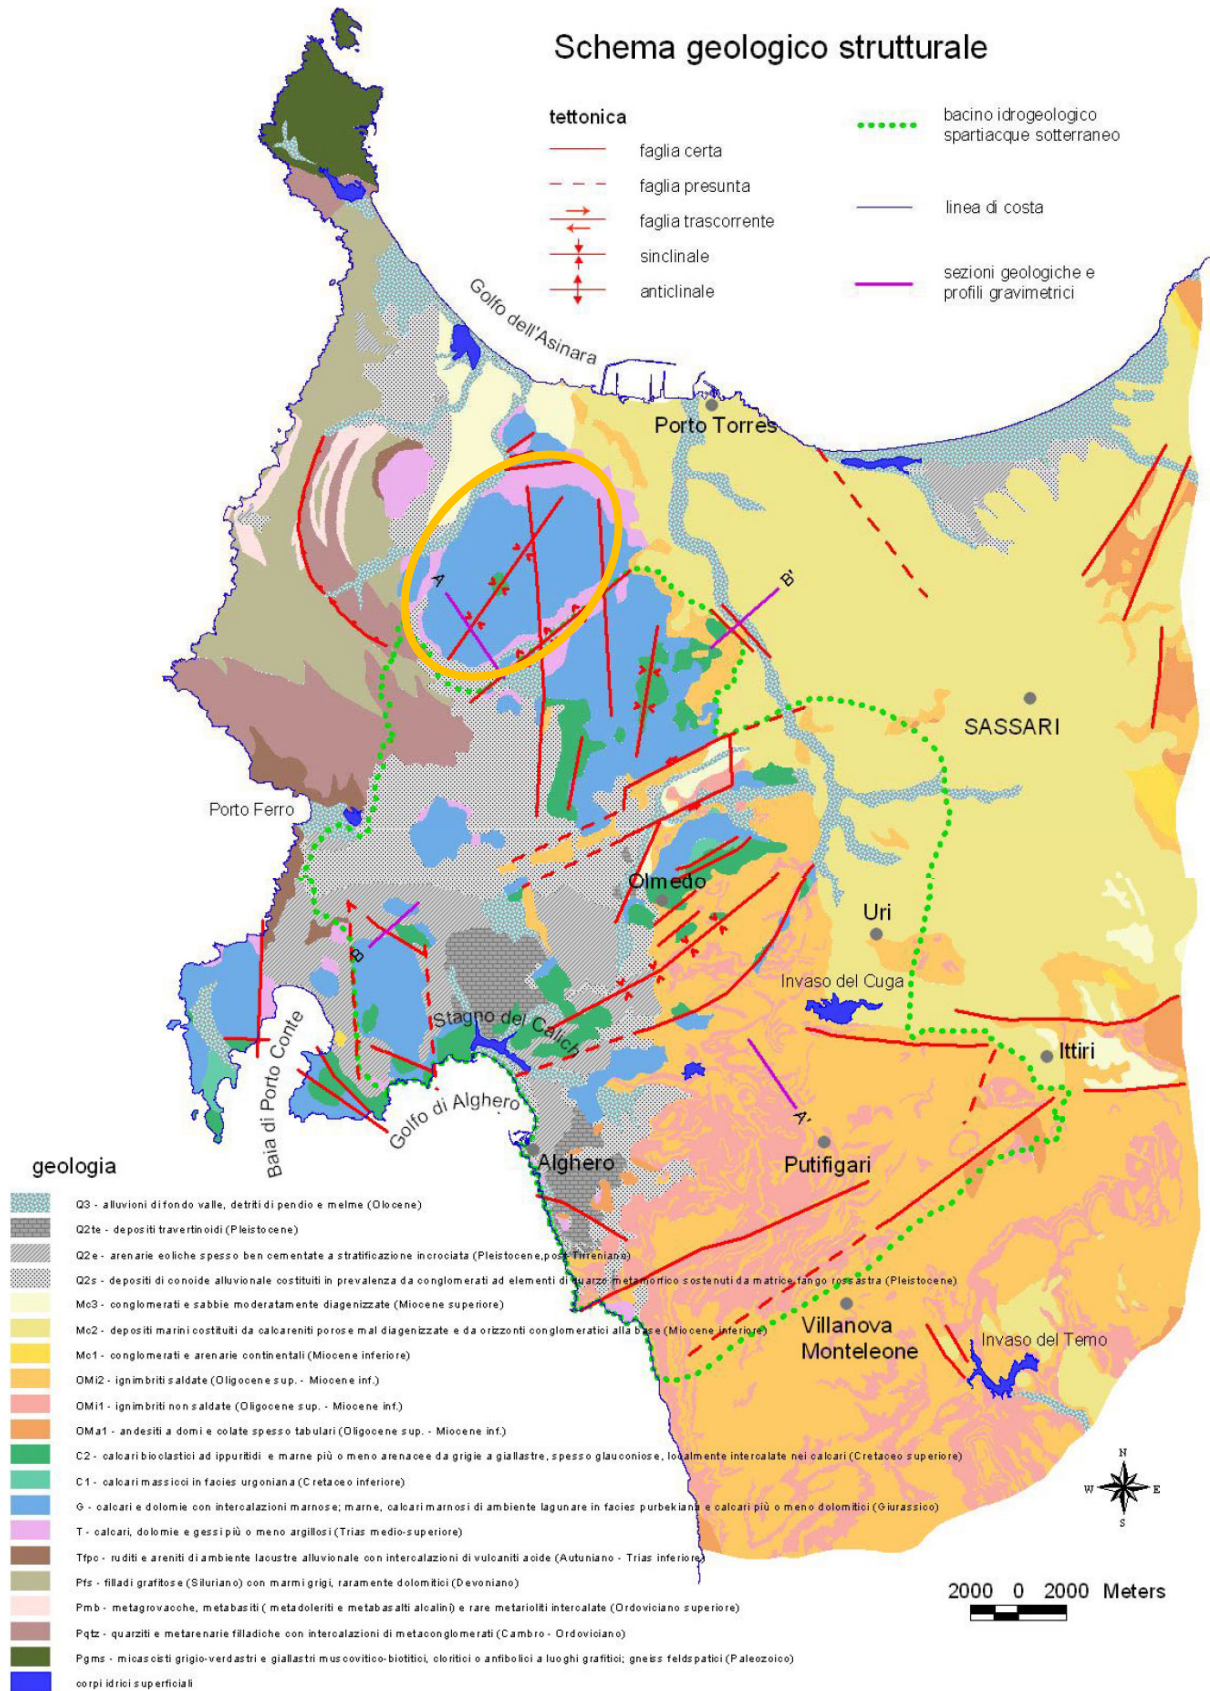 Schema geologico strutturale
tettonica
faglia certa
faglia presunta
faglia trascorrente
sinclinale
anticlinale
bacino idrogeologico
spartiacque sotterraneo
linea di costa
sezioni geologiche e
profili gravimetrici
Golfo dell'Asinara
Porto Torres
A
B'
SASSARI
Porto Ferro
Olmedo
Uri
B
Invaso del Cuga
Stagno del Calich
Ittiri
Baia di Porto Conte
Golfo di Alghero
A'
Alghero
Putifigari
Villanova
Monteleone
Invaso del Temo
geologia
Q3 - alluvioni di fondo valle, detriti di pendio e melme (Olocene)
Q2te - depositi travertinoidi (Pleistocene)
Q2e - arenarie eoliche spesso ben cementate a stratificazione incrociata (Pleistocene,post-Tirreniano)
Q2s - depositi di conoide alluvionale costituiti in prevalenza da conglomerati ad elementi di quarzo metamorfico sostenuti da matrice fango rossastra (Pleistocene)
Mc3 - conglomerati e sabbie moderatamente diagenizzate (Miocene superiore)
Mc2 - depositi marini costituiti da calcareniti porose mal diagenizzate e da orizzonti conglomeratici alla base (Miocene inferiore)
Mc1 - conglomerati e arenarie continentali (Miocene inferiore)
OMi2 - ignimbriti saldate (Oligocene sup. - Miocene inf.)
OMi1 - ignimbriti non saldate (Oligocene sup. - Miocene inf.)
OMa1 - andesiti a domi e colate spesso tabulari (Oligocene sup. - Miocene inf.)
C2 - calcari bioclastici ad ippuritidi e marne più o meno arenacee da grigie a giallastre, spesso glauconiose, localmente intercalate nei calcari (Cretaceo superiore)
C1 - calcari massicci in facies urgoniana (Cretaceo inferiore)
G - calcari e dolomie con intercalazioni marnose; marne, calcari marnosi di ambiente lagunare in facies purbekiana e calcari più o meno dolomitici (Giurassico)
T - calcari, dolomie e gessi più o meno argillosi (Trias medio-superiore)
Tfpc - ruditi e areniti di ambiente lacustre alluvionale con intercalazioni di vulcaniti acide (Autuniano - Trias inferiore)
Pfs - filladi grafitose (Siluriano) con marmi grigi, raramente dolomitici (Devoniano)
Pmb - metagrovacche, metabasiti ( metadoleriti e metabasalti alcalini) e rare metarioliti intercalate (Ordoviciano superiore)
Pqtz - quarziti e metarenarie filladiche con intercalazioni di metaconglomerati (Cambro - Ordoviciano)
Pgms - micascisti grigio-verdastri e giallastri muscovitico-biotitici, cloritici o anfibolici a luoghi grafitici; gneiss feldspatici (Paleozoico)
corpi idrici superficiali
N
W E
S
2000 0 2000 Meters